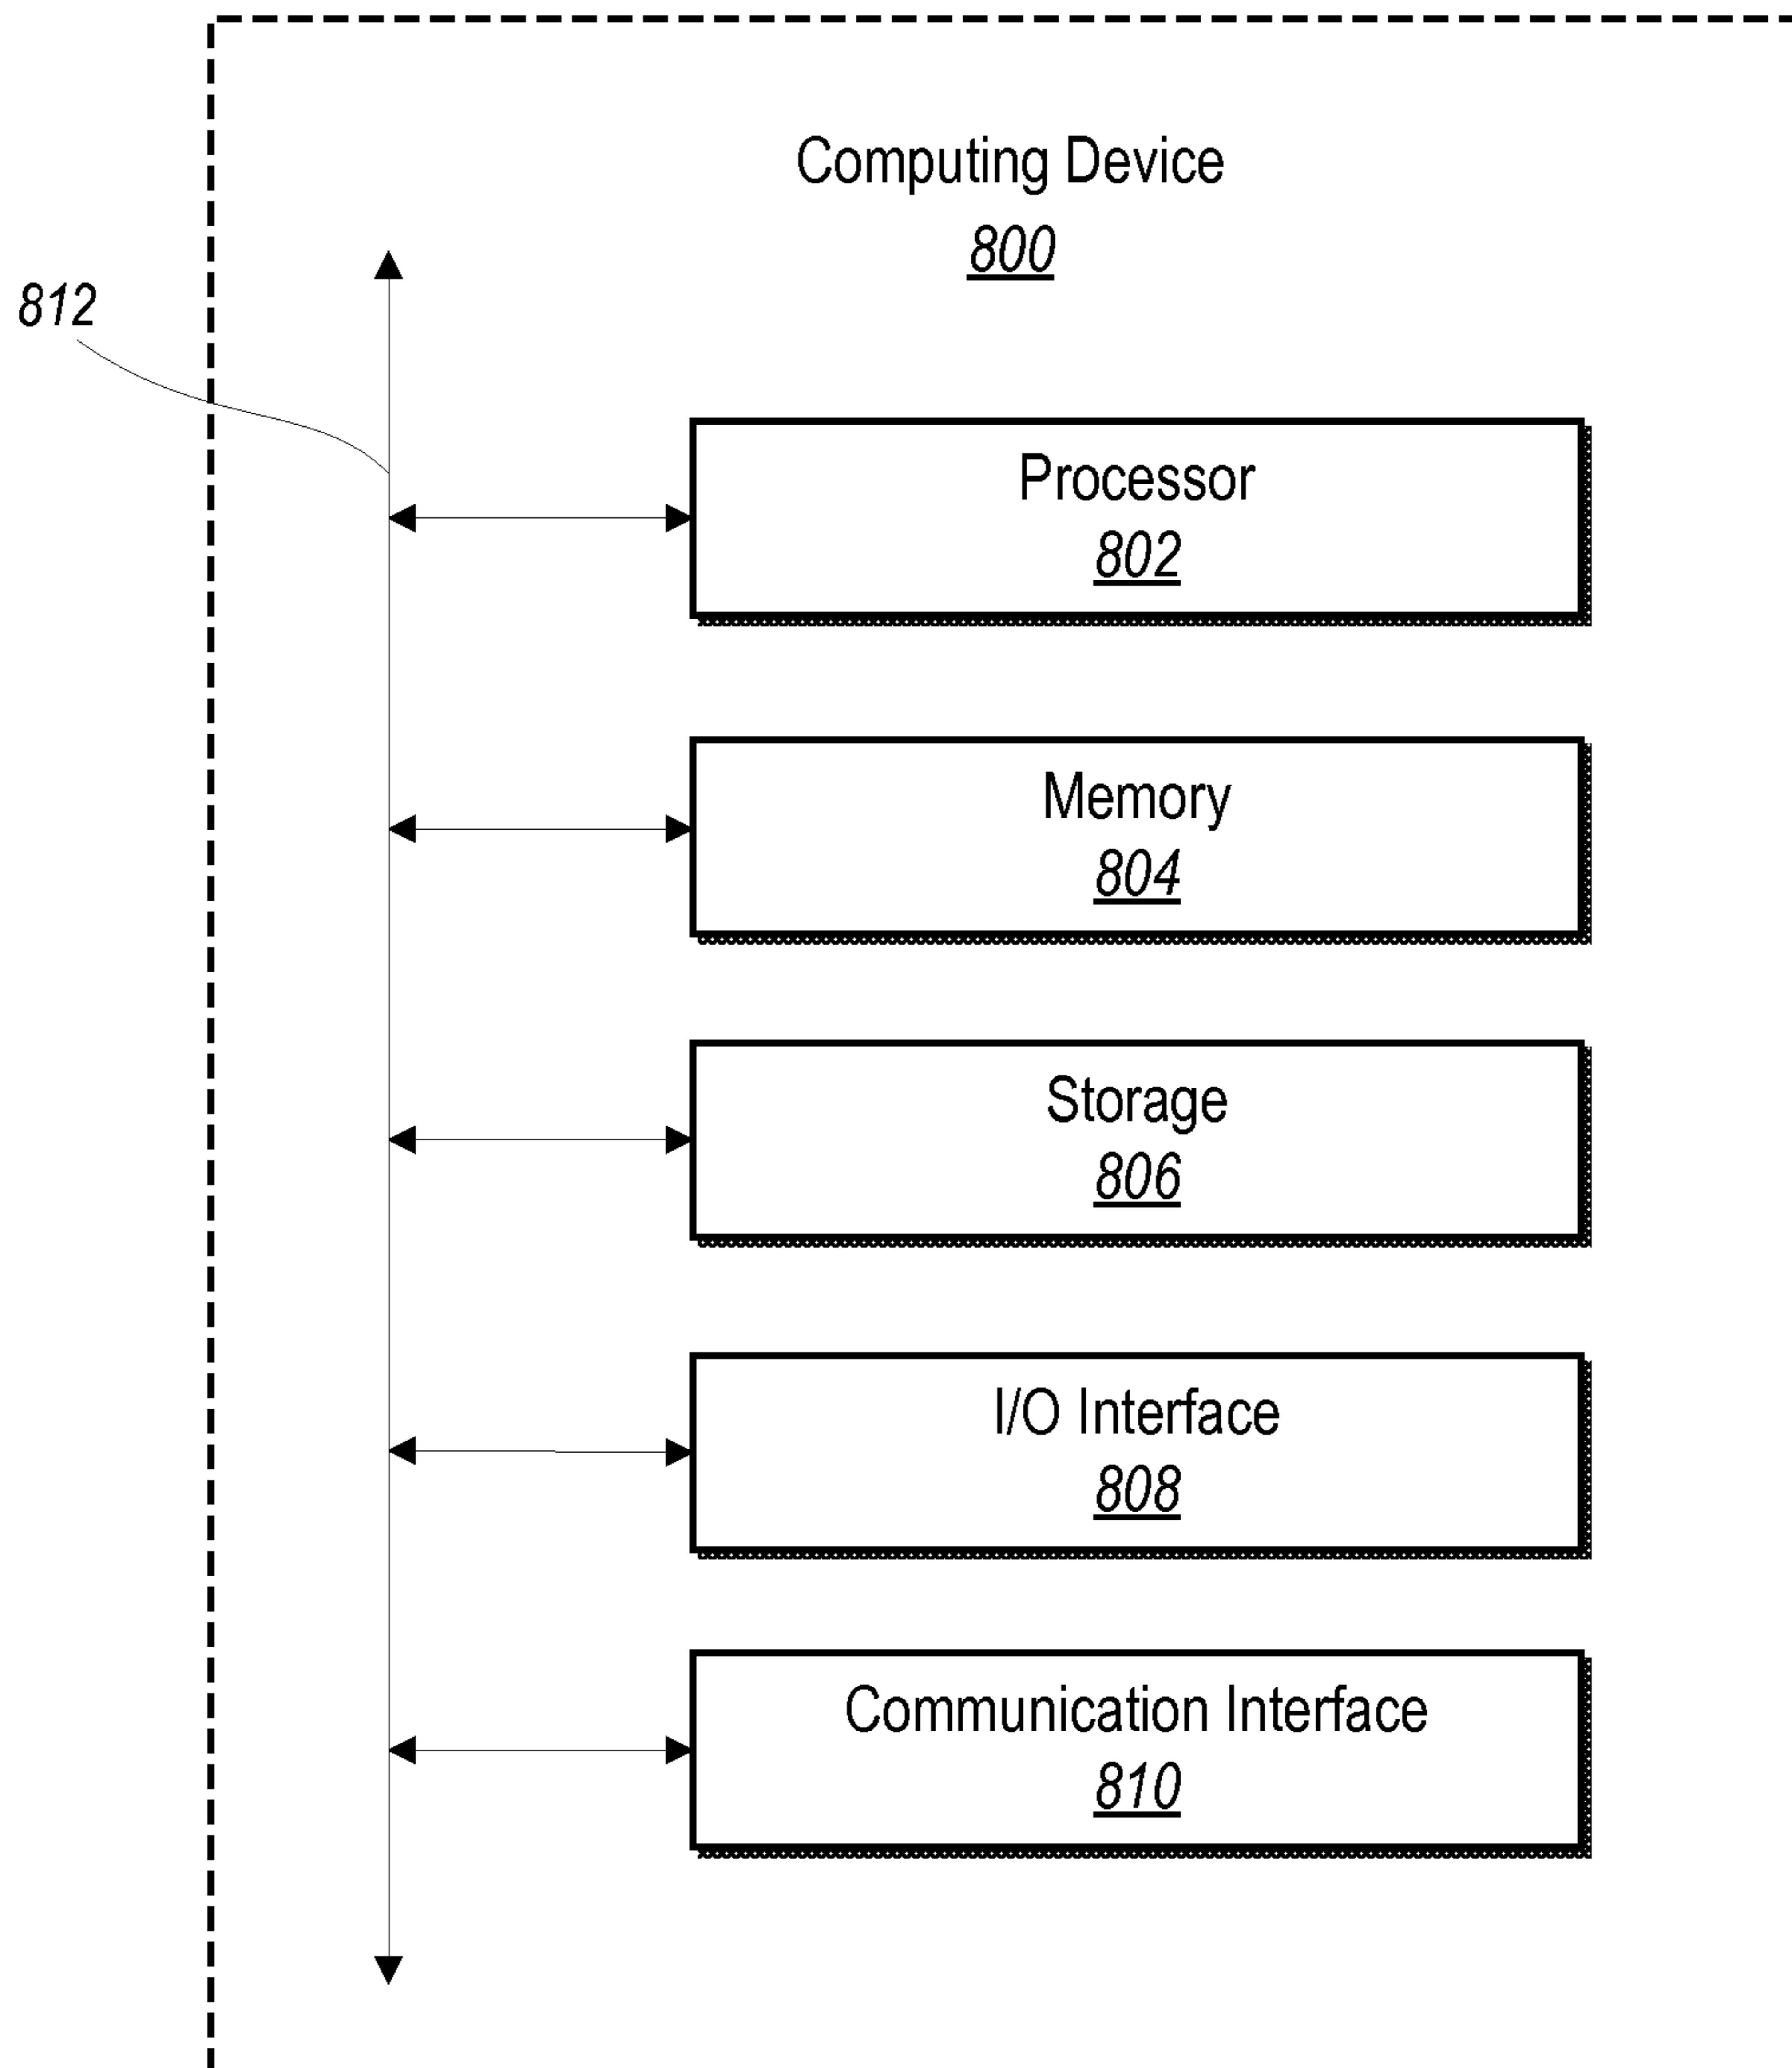 Computing Device
800
812
Processor
802
Memory
804
Storage
806
I/O Interface
808
Communication Interface
810